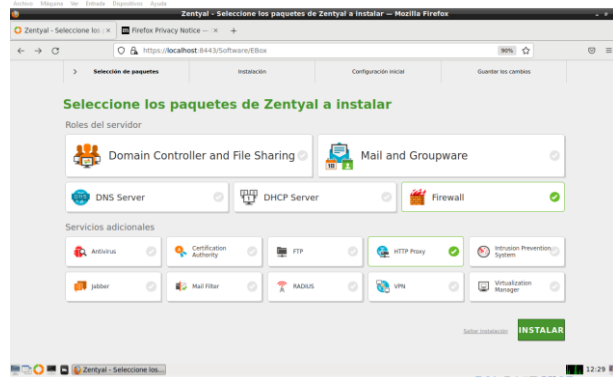 Archivo Máquina Ver Entrada Dispositivos Ayuda
Zentyal - Seleccione los paquetes de Zentyal a instalar — Mozilla Firefox
Zentyal - Seleccione los p × Firefox Privacy Notice — × +
https://localhost:8443/Software/EBox 90%
> Selección de paquetes Instalación Configuración inicial Guardar los cambios
Seleccione los paquetes de Zentyal a instalar
Roles del servidor
Domain Controller and File Sharing Mail and Groupware
DNS Server DHCP Server Firewall
Servicios adicionales
Antivirus Certification Authority FTP HTTP Proxy Intrusion Prevention System
Jabber Mail Filter RADIUS VPN Virtualization Manager
Saltar instalación INSTALAR
Zentyal - Seleccione los... 12:29